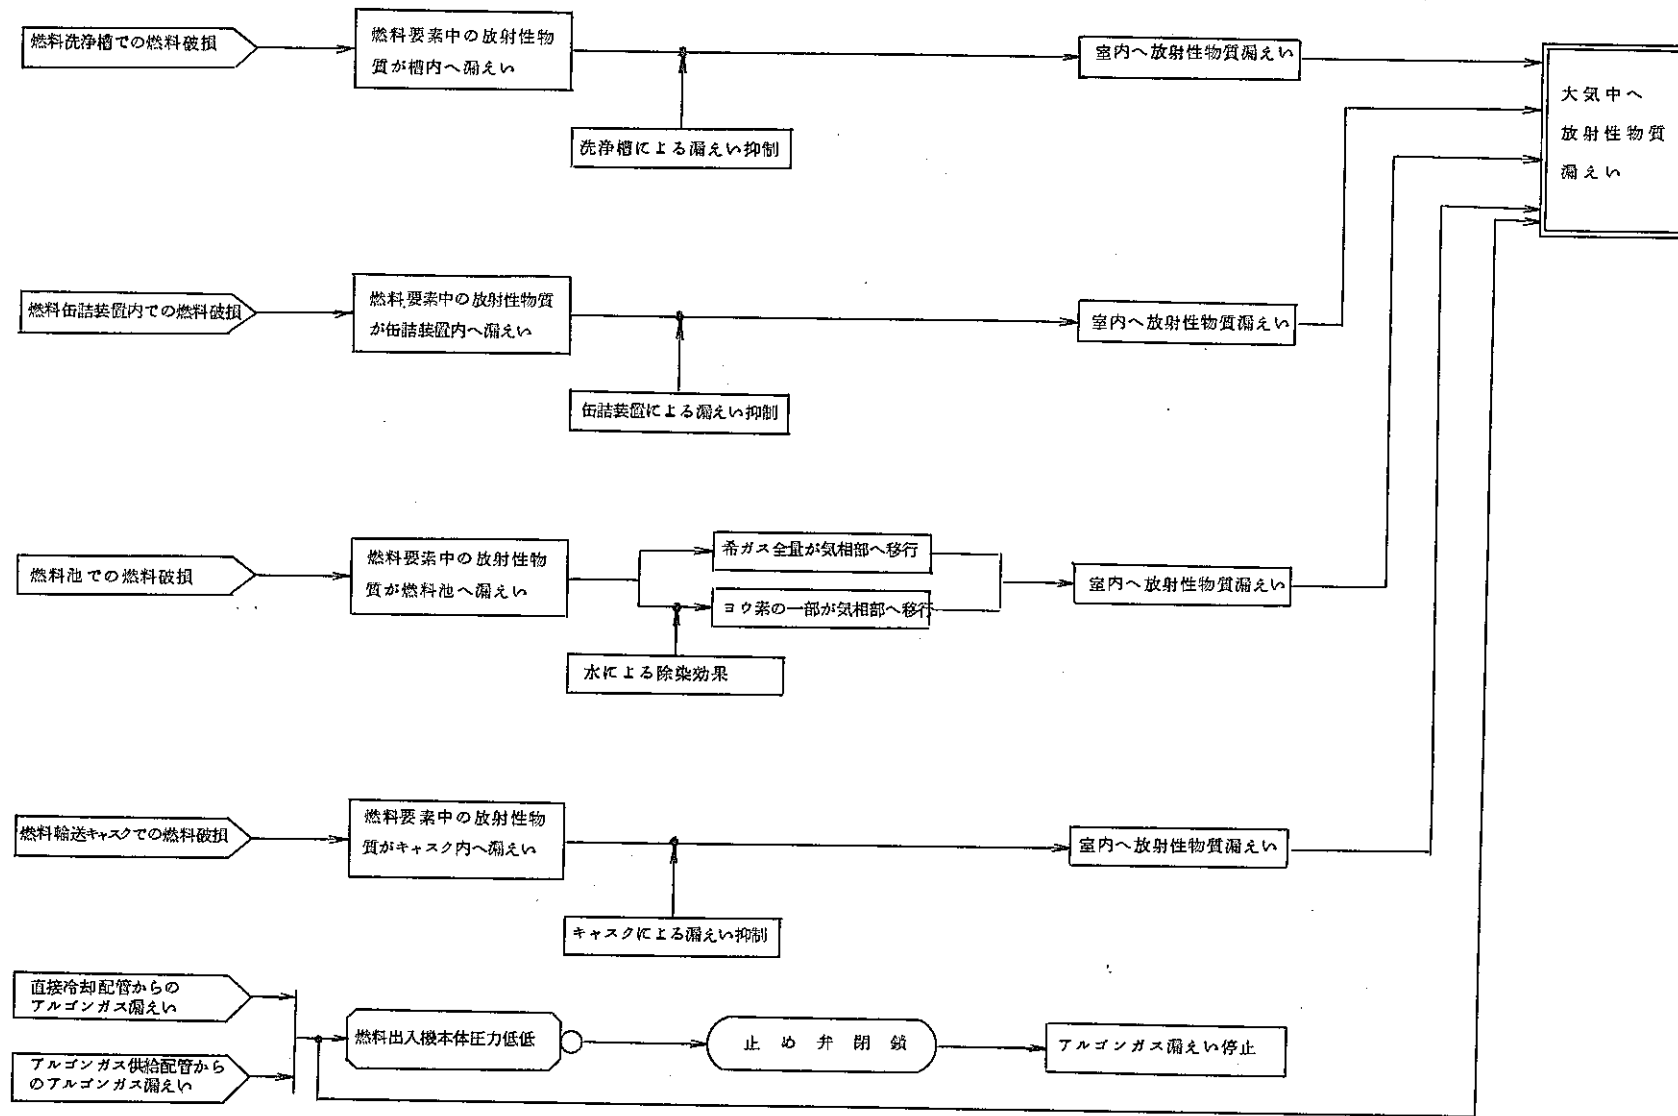 燃料洗浄槽での燃料破損
燃料要素中の放射性物
質が槽内へ漏えい
洗浄槽による漏えい抑制
室内へ放射性物質漏えい
大気中へ
放射性物質
漏えい
燃料缶詰装置内での燃料破損
燃料要素中の放射性物質
が缶詰装置内へ漏えい
缶詰装置による漏えい抑制
室内へ放射性物質漏えい
燃料池での燃料破損
燃料要素中の放射性物
質が燃料池へ漏えい
希ガス全量が気相部へ移行
ヨウ素の一部が気相部へ移行
水による除染効果
室内へ放射性物質漏えい
燃料輸送キャスクでの燃料破損
燃料要素中の放射性物
質がキャスク内へ漏えい
キャスクによる漏えい抑制
室内へ放射性物質漏えい
直接冷却配管からの
アルゴンガス漏えい
アルゴンガス供給配管から
のアルゴンガス漏えい
燃料出入機本体圧力低低
止め弁閉鎖
アルゴンガス漏えい停止